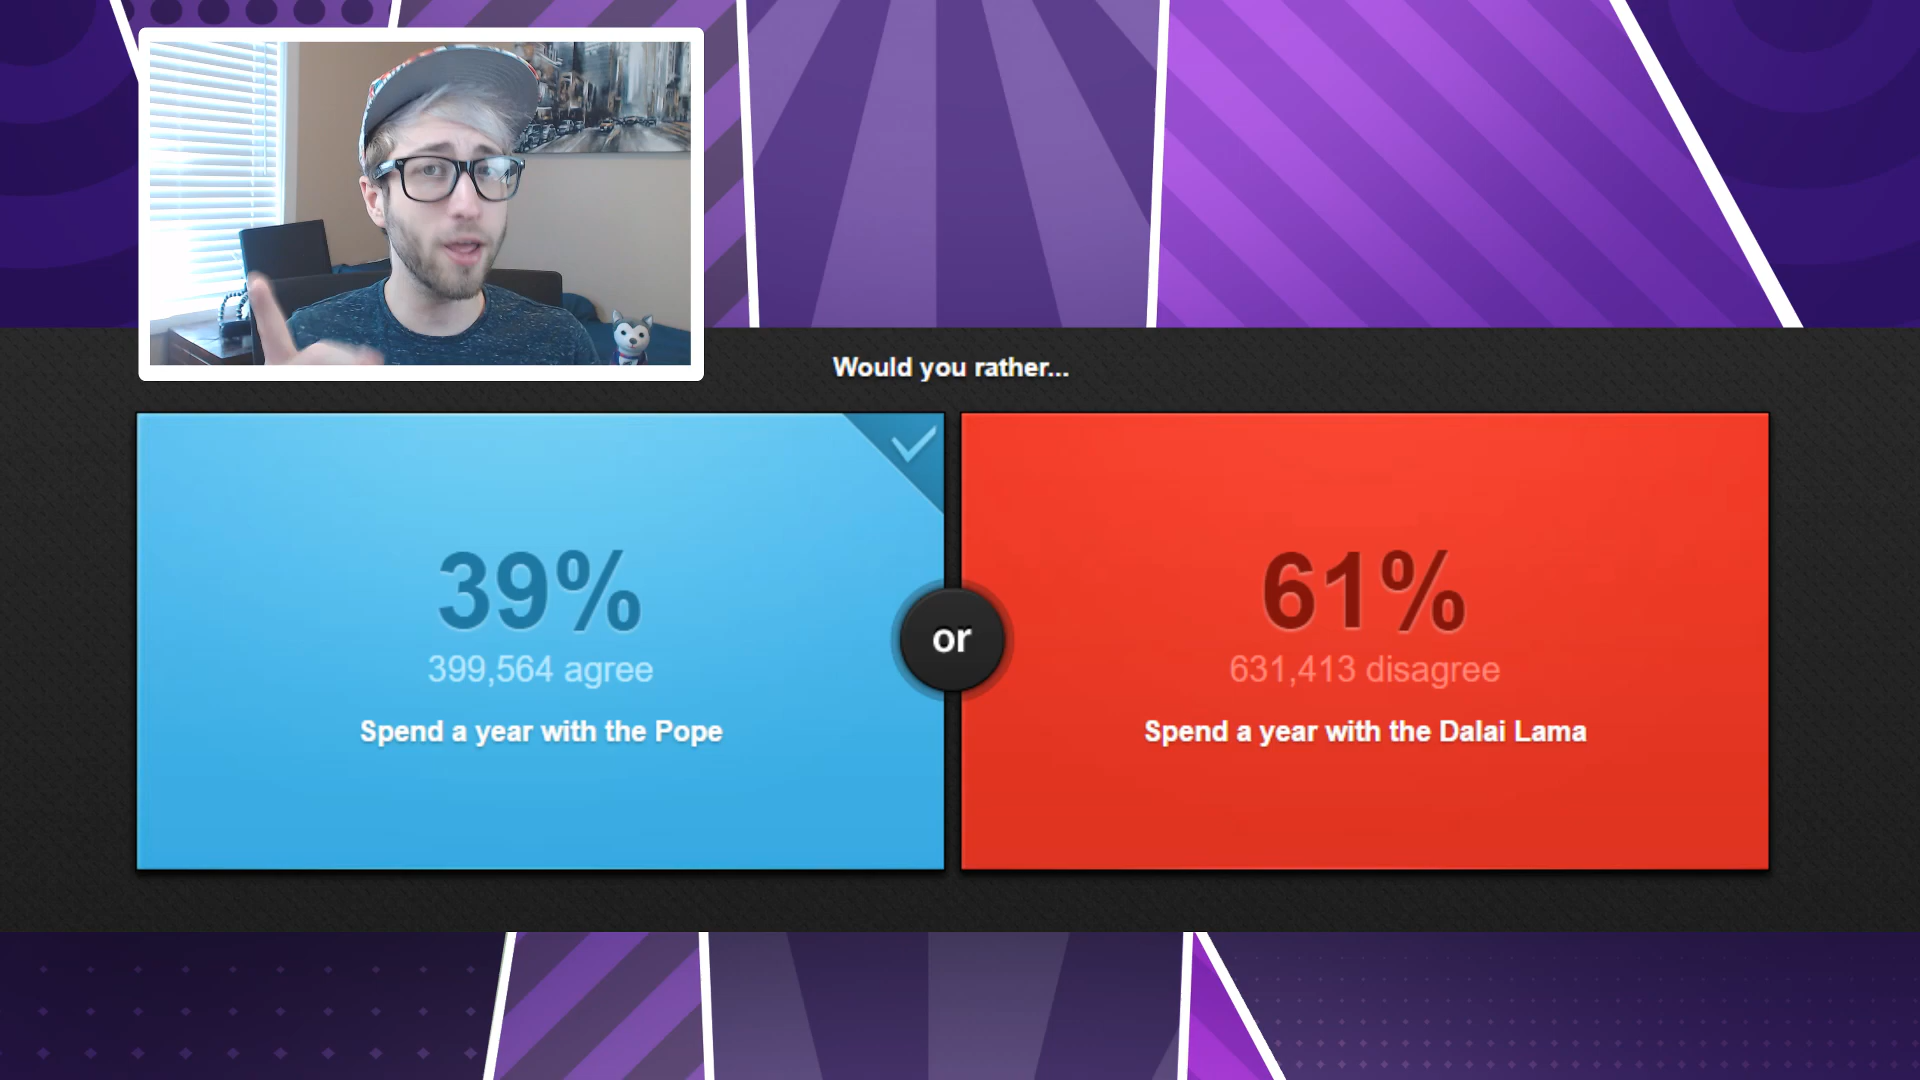 Would you rather...
39%
399,564 agree
Spend a year with the Pope
or
61%
631,413 disagree
Spend a year with the Dalai Lama